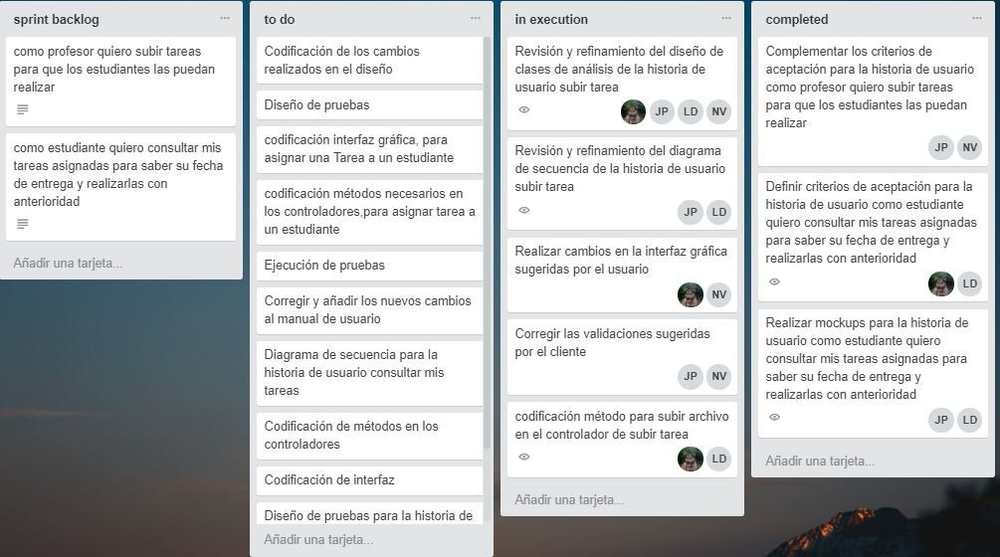 sprint backlog
como profesor quiero subir tareas
para que los estudiantes las puedan
realizar
como estudiante quiero consultar mis
tareas asignadas para saber su fecha
de entrega y realizarlas con
anterioridad
Añadir una tarjeta...
to do
Codificación de los cambios
realizados en el diseño
Diseño de pruebas
codificación interfaz gráfica, para
asignar una Tarea a un estudiante
codificación métodos necesarios en
los controladores,para asignar tarea a
un estudiante
Ejecución de pruebas
Corregir y añadir los nuevos cambios
al manual de usuario
Diagrama de secuencia para la
historia de usuario consultar mis
tareas
Codificación de métodos en los
controladores
Codificación de interfaz
Diseño de pruebas para la historia de
Añadir una tarjeta...
in execution
Revisión y refinamiento del diseño de
clases de análisis de la historia de
usuario subir tarea
JP LD NV
Revisión y refinamiento del diagrama
de secuencia de la historia de usuario
subir tarea
JP LD
Realizar cambios en la interfaz gráfica
sugeridas por el usuario
NV
Corregir las validaciones sugeridas
por el cliente
JP NV
codificación método para subir archivo
en el controlador de subir tarea
LD
Añadir una tarjeta...
completed
Complementar los criterios de
aceptación para la historia de usuario
como profesor quiero subir tareas
para que los estudiantes las puedan
realizar
JP NV
Definir criterios de aceptación para la
historia de usuario como estudiante
quiero consultar mis tareas asignadas
para saber su fecha de entrega y
realizarlas con anterioridad
LD
Realizar mockups para la historia de
usuario como estudiante quiero
consultar mis tareas asignadas para
saber su fecha de entrega y
realizarlas con anterioridad
JP LD
Añadir una tarjeta...